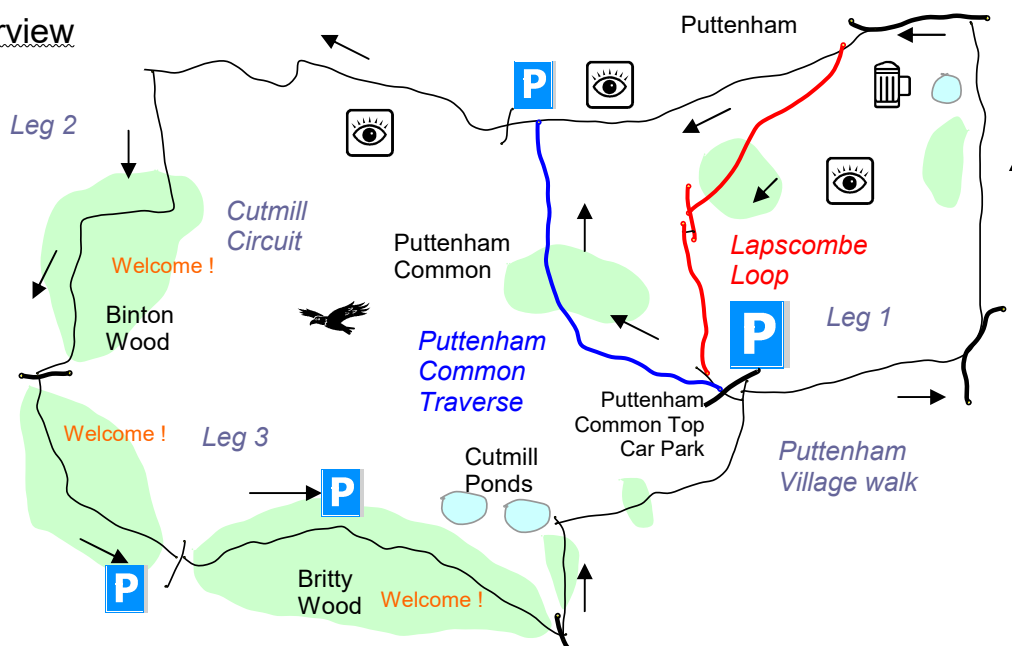 rview
Puttenham
P
Leg 2
Cutmill
Circuit
Puttenham
Common
Welcome !
Lapscombe
Loop
Binton
Wood
P
Leg 1
Puttenham
Common
Traverse
Puttenham
Common Top
Car Park
Welcome !
Leg 3
Puttenham
Village walk
Cutmill
Ponds
P
P
Britty
Wood
Welcome !